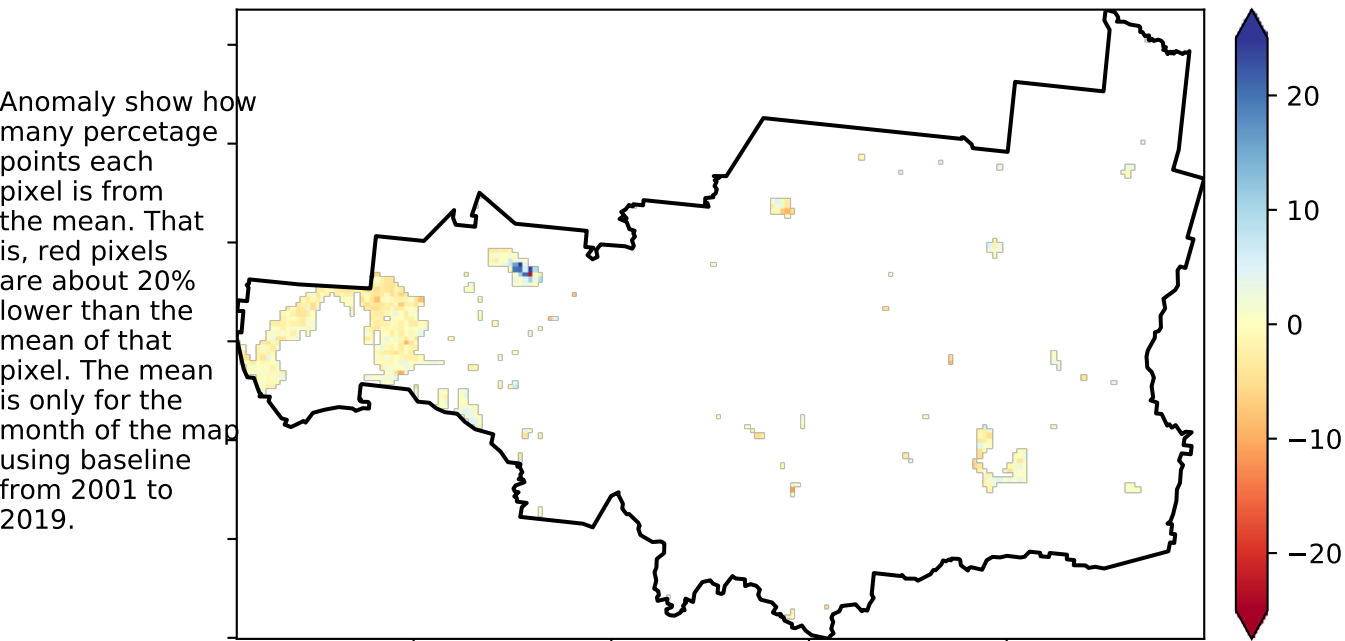 Anomaly show how
many percetage
points each
pixel is from
the mean. That
is, red pixels
are about 20%
lower than the
mean of that
pixel. The mean
is only for the
month of the map
using baseline
from 2001 to
2019.
20
10
0
−10
−20